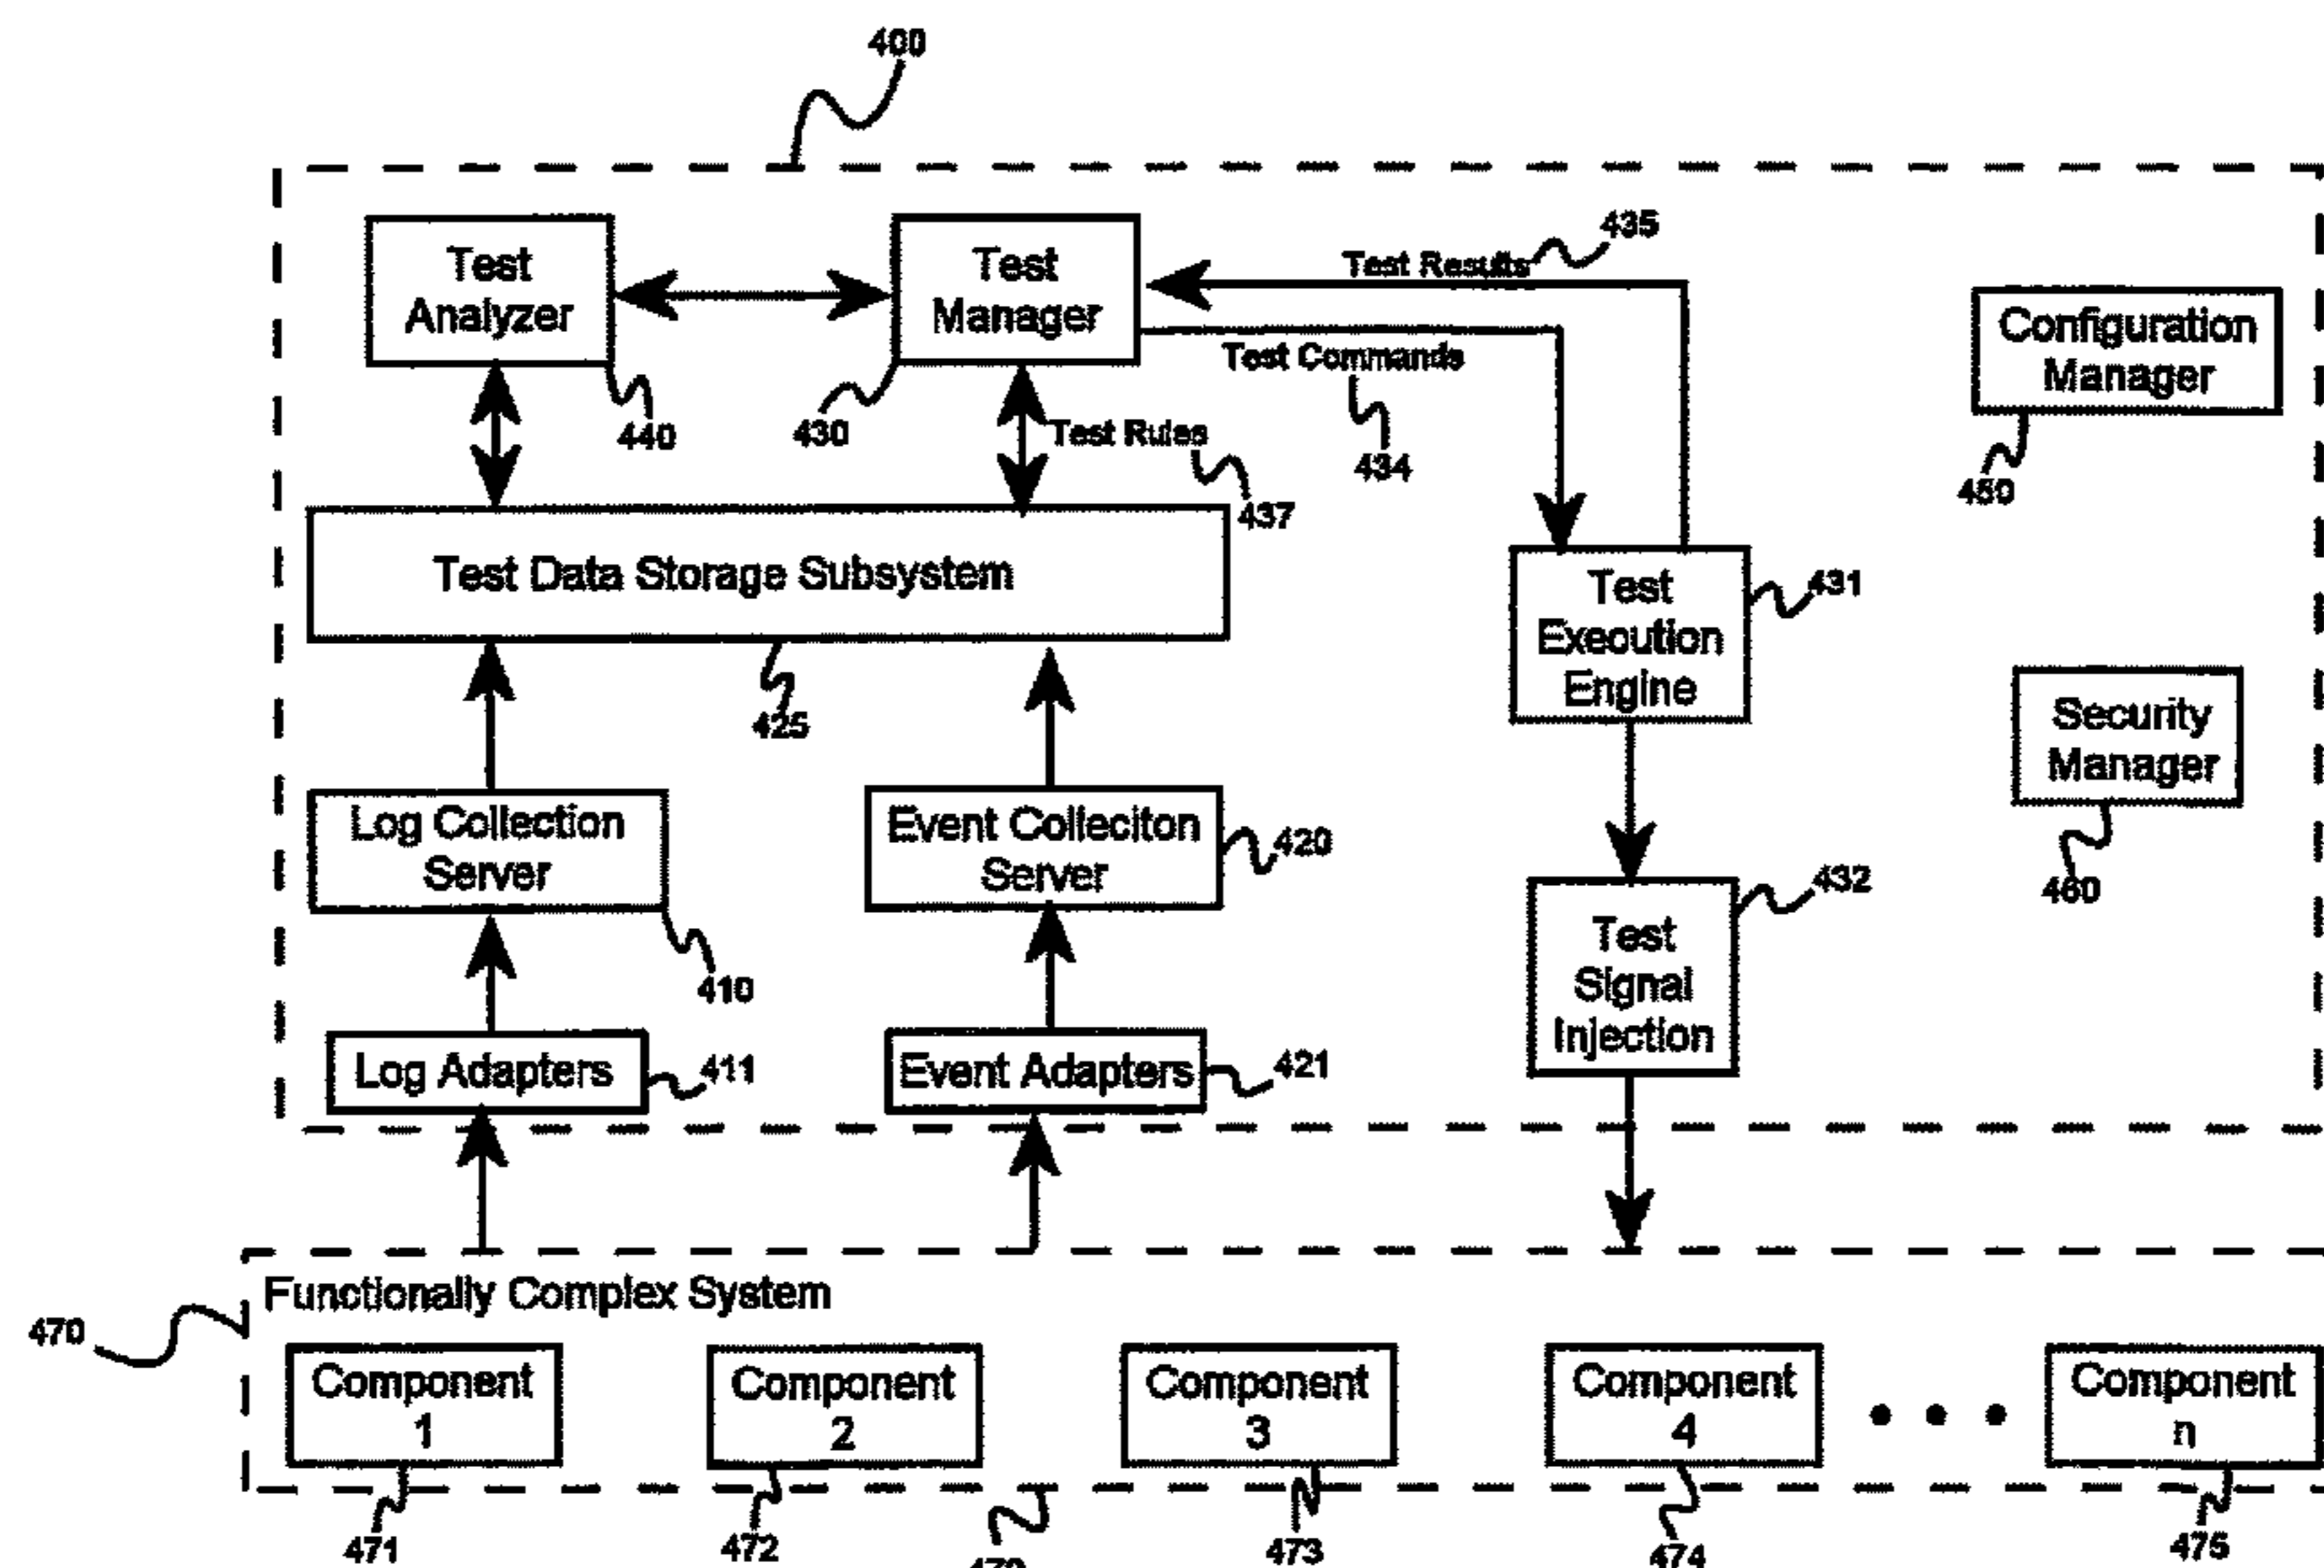 400
Test
Analyzer
Test
Manager
Test Results
435
Test Commands
434
Configuration
Manager
450
440
430
Test Rules
437
Test Data Storage Subsystem
425
Test
Execution
Engine
431
Security
Manager
460
Log Collection
Server
410
Event Colleciton
Server
420
Test
Signal
Injection
432
Log Adapters
411
Event Adapters
421
Functionally Complex System
470
Component
1
Component
2
Component
3
Component
4
Component
n
471
472
473
474
475